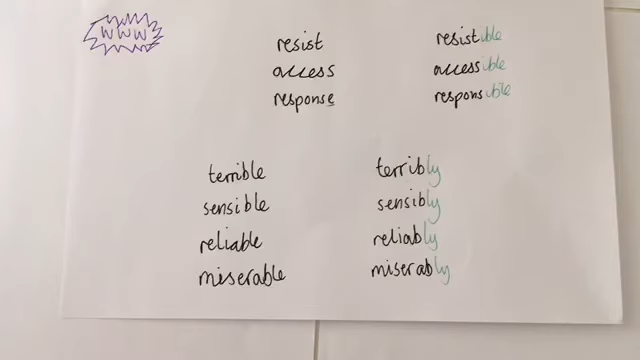 WWW
resist resistible
access accessible
response responsible
terrible terribly
sensible sensibly
reliable reliably
miserable miserably